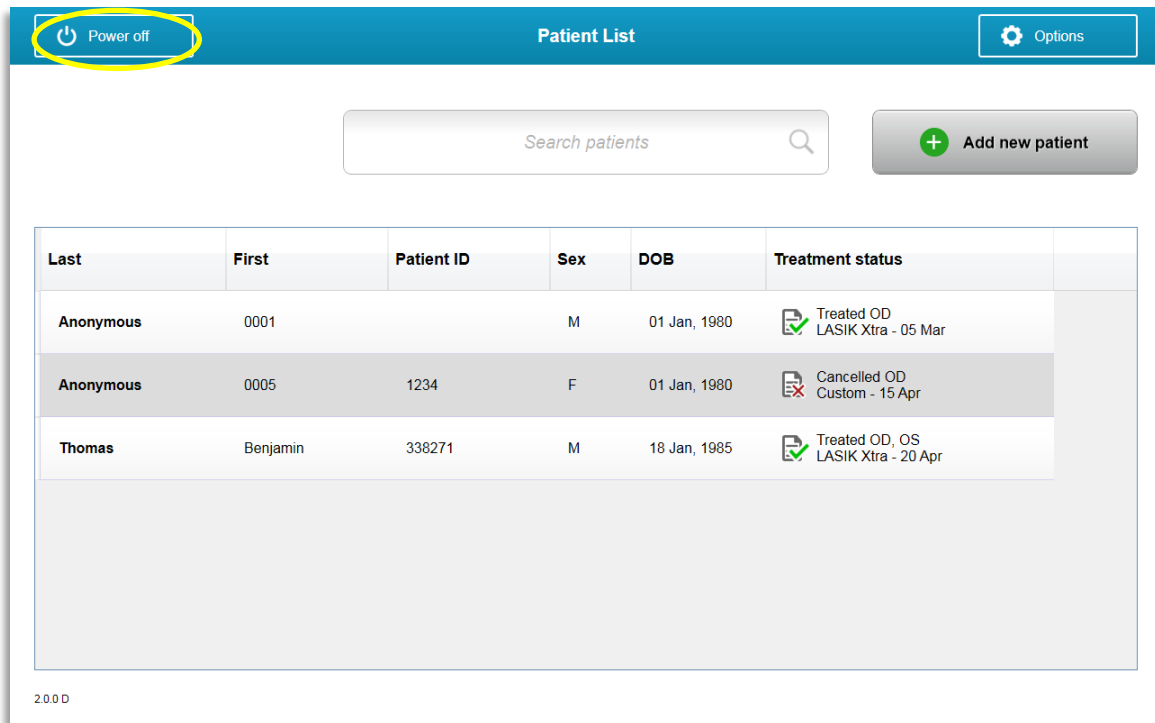 Power off
Patient List
Options
Search patients
Add new patient
Last First Patient ID Sex DOB Treatment status
Anonymous 0001 M 01 Jan, 1980 Treated OD
LASIK Xtra - 05 Mar
Anonymous 0005 1234 F 01 Jan, 1980 Cancelled OD
Custom - 15 Apr
Thomas Benjamin 338271 M 18 Jan, 1985 Treated OD, OS
LASIK Xtra - 20 Apr
2.0.0 D